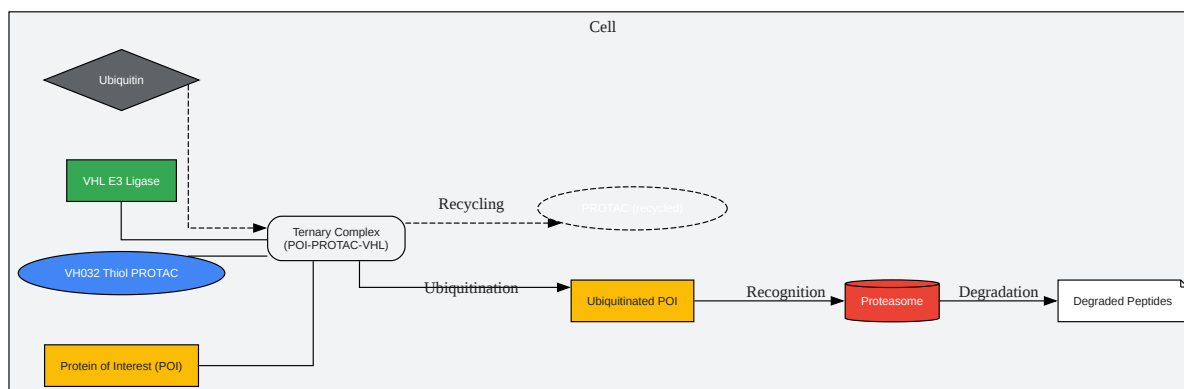 Cell
Ubiquitin
VHL E3 Ligase
Recycling
PROTAC (recycled)
Ternary Complex
(POI-PROTAC-VHL)
VH032 Thiol PROTAC
Ubiquitination
Ubiquitinated POI
Recognition
Proteasome
Degradation
Degraded Peptides
Protein of Interest (POI)